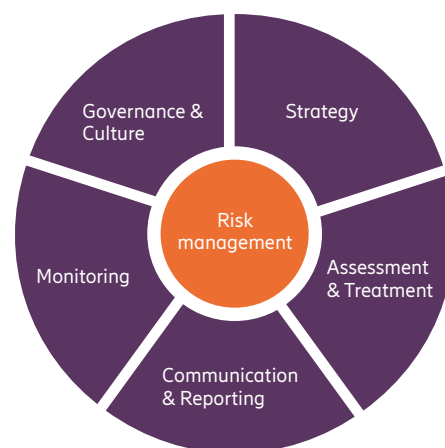 Governance &
Culture
Strategy
Risk
management
Monitoring
Assessment
& Treatment
Communication
& Reporting